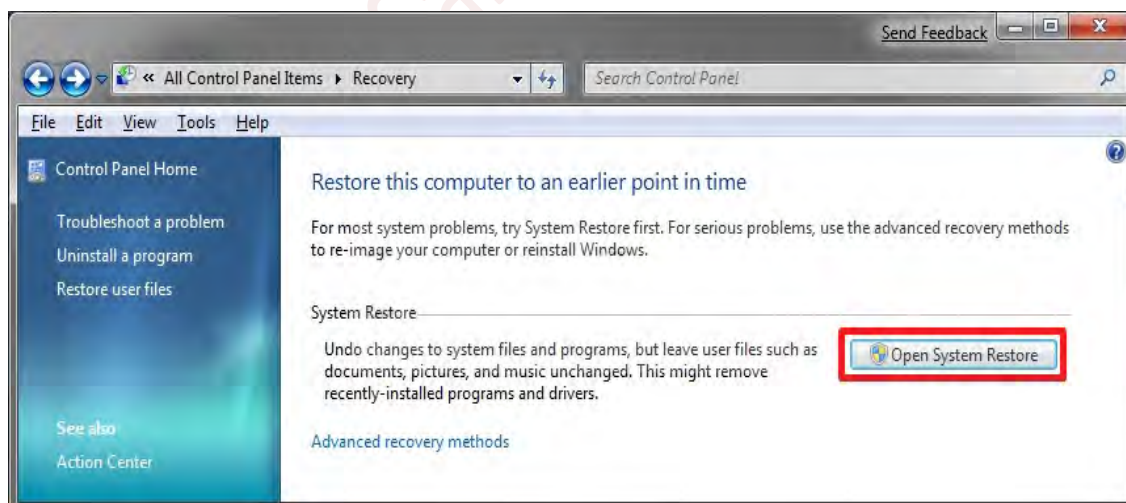 Send Feedback
« All Control Panel Items ▸ Recovery
Search Control Panel
File Edit View Tools Help
Control Panel Home
Troubleshoot a problem
Uninstall a program
Restore user files
See also
Action Center
Restore this computer to an earlier point in time
For most system problems, try System Restore first. For serious problems, use the advanced recovery methods
to re-image your computer or reinstall Windows.
System Restore
Undo changes to system files and programs, but leave user files such as
documents, pictures, and music unchanged. This might remove
recently-installed programs and drivers.
Open System Restore
Advanced recovery methods